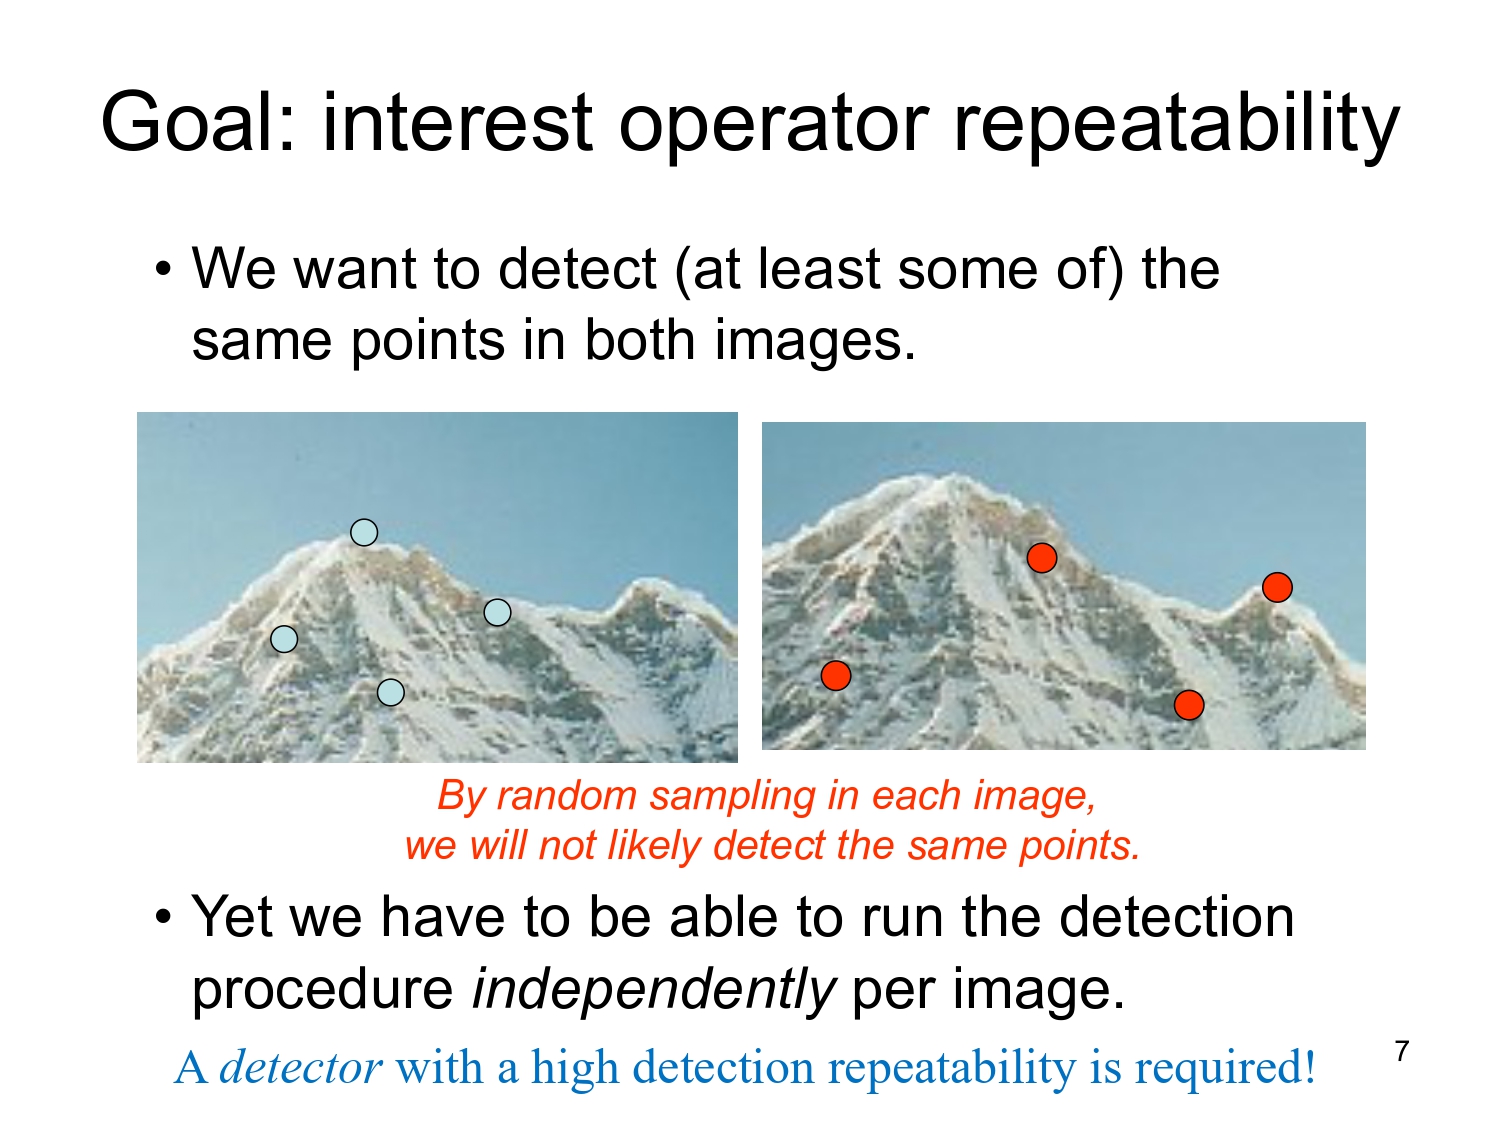 Goal: interest operator repeatability
• We want to detect (at least some of) the
same points in both images.
By random sampling in each image,
we will not likely detect the same points.
• Yet we have to be able to run the detection
procedure independently per image.
A detector with a high detection repeatability is required!
7